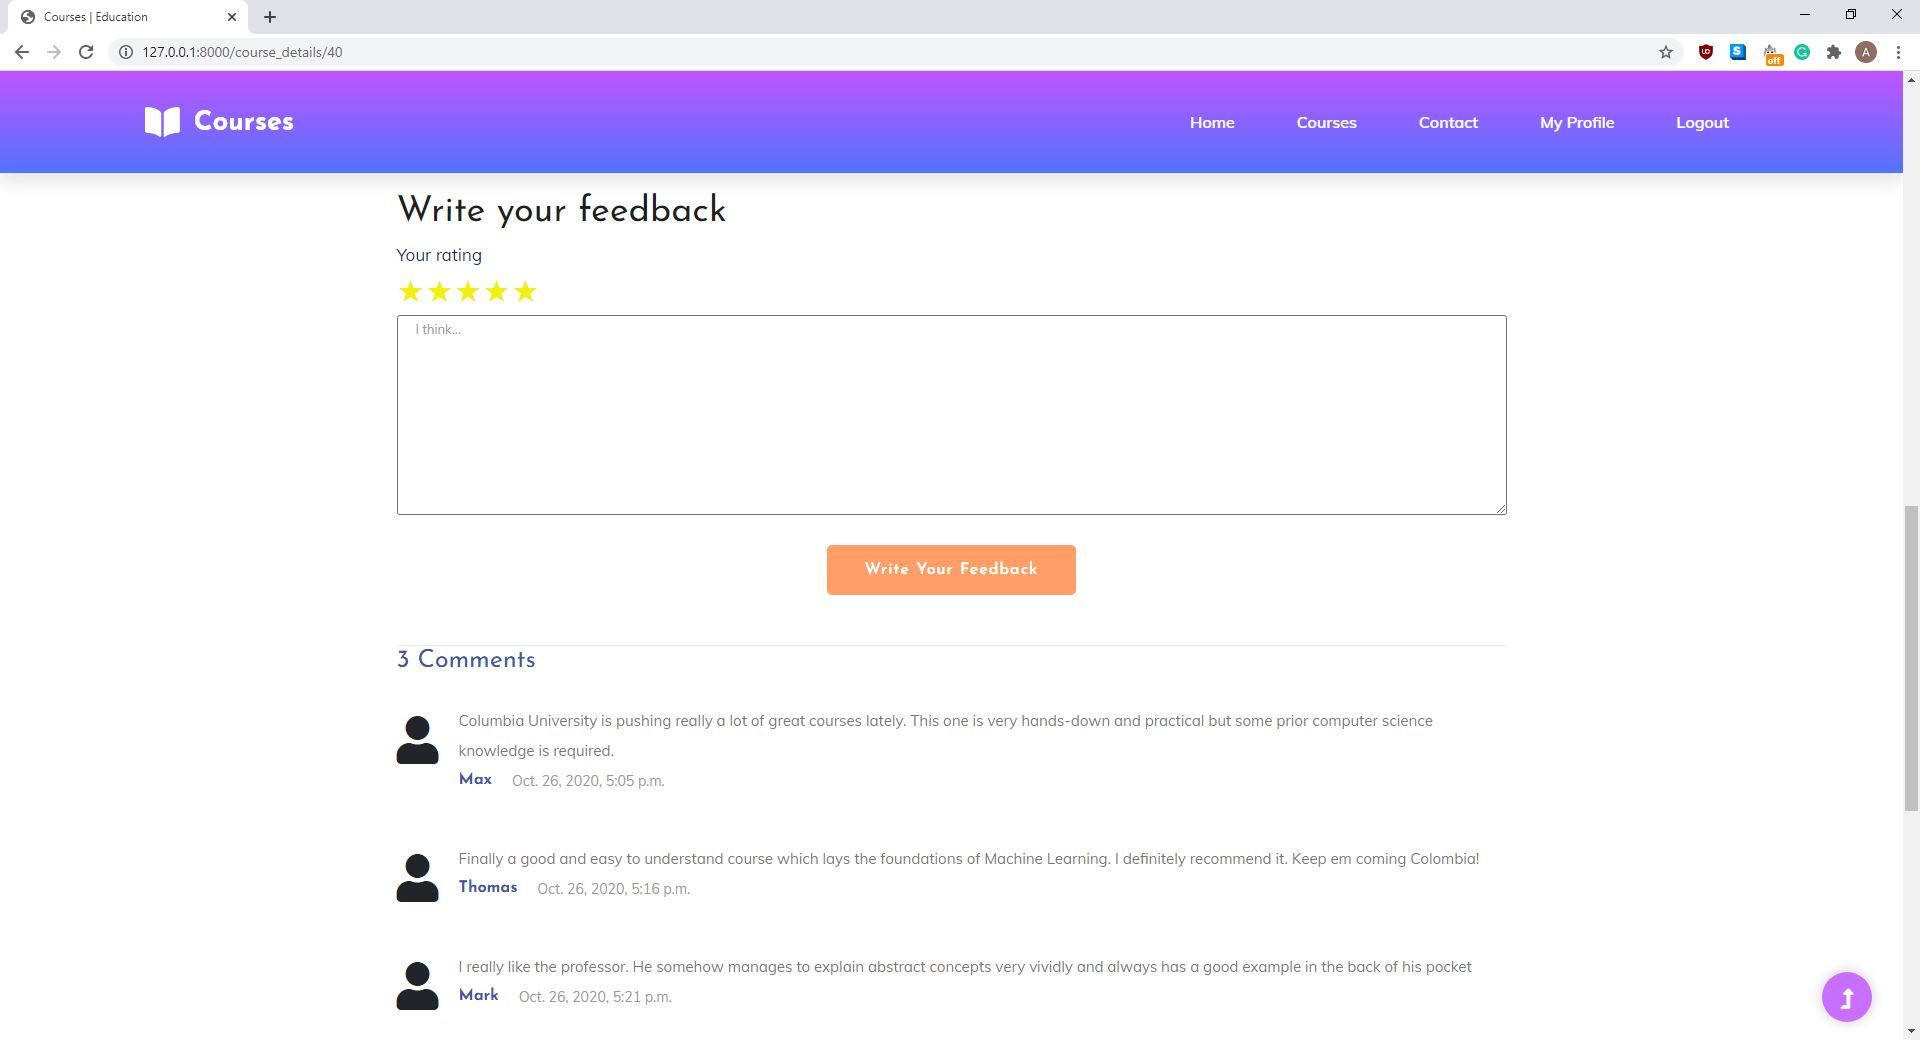 Courses | Education
127.0.0.1:8000/course_details/40
off
A
Courses
Home Courses Contact My Profile Logout
Write your feedback
Your rating
I think...
Write Your Feedback
3 Comments
Columbia University is pushing really a lot of great courses lately. This one is very hands-down and practical but some prior computer science
knowledge is required.
Max Oct. 26, 2020, 5:05 p.m.
Finally a good and easy to understand course which lays the foundations of Machine Learning. I definitely recommend it. Keep em coming Colombia!
Thomas Oct. 26, 2020, 5:16 p.m.
I really like the professor. He somehow manages to explain abstract concepts very vividly and always has a good example in the back of his pocket
Mark Oct. 26, 2020, 5:21 p.m.